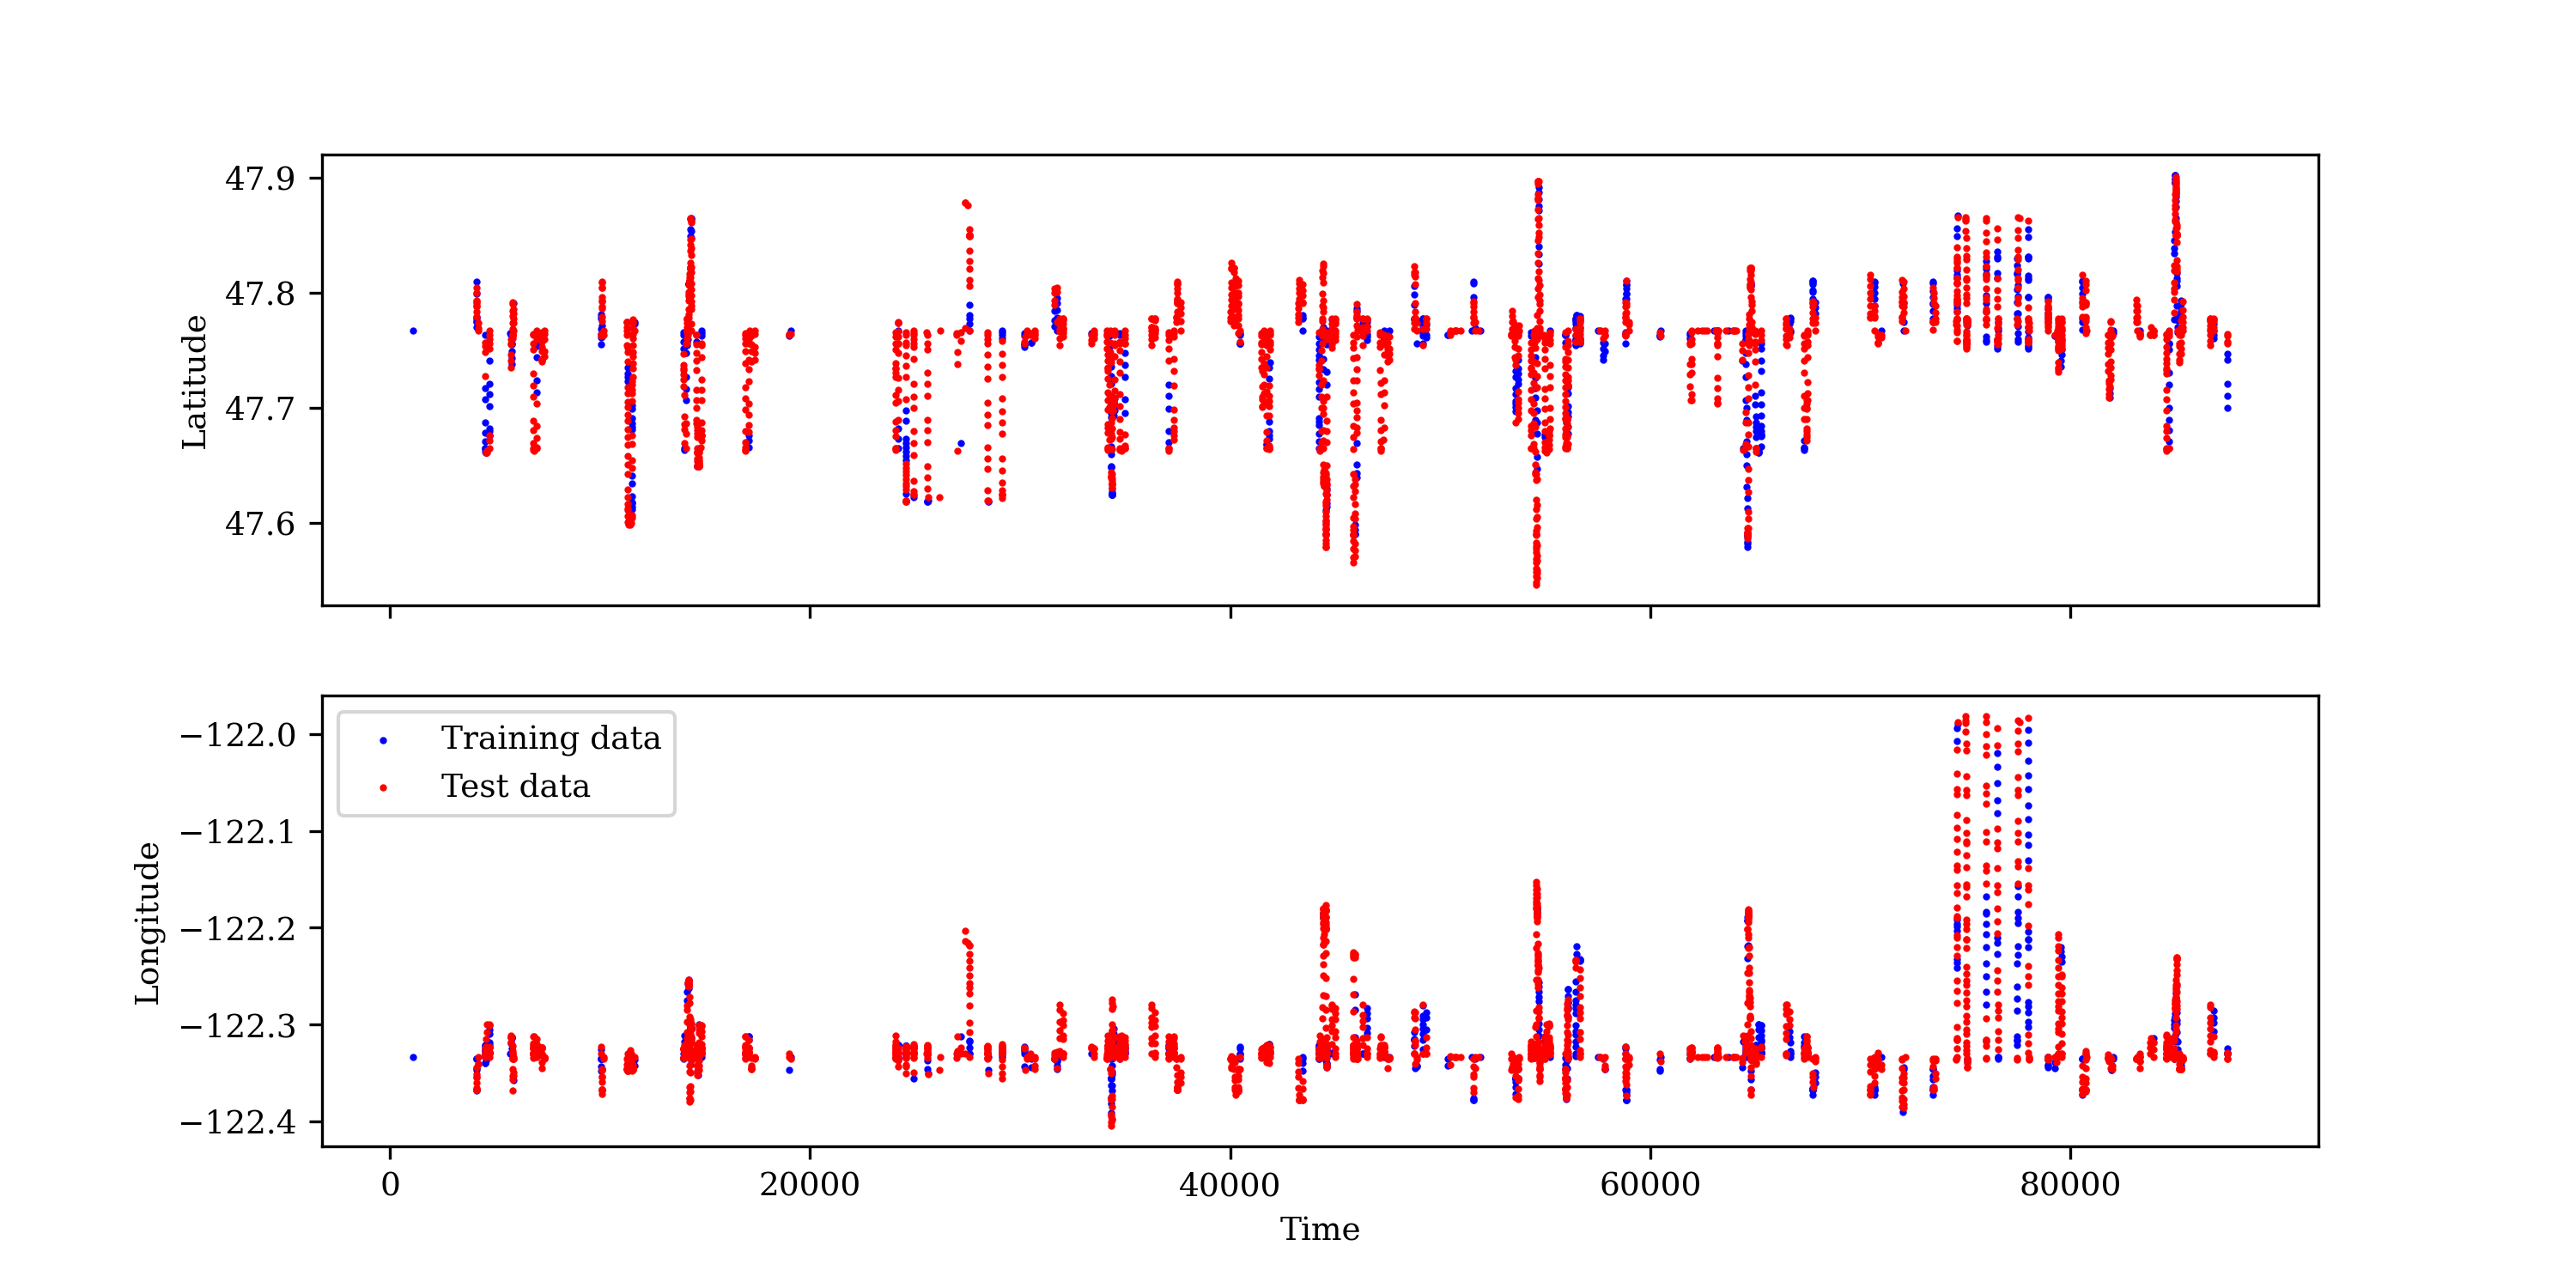 47.9
47.8
47.7
47.6
Latitude
−122.0
−122.1
−122.2
−122.3
−122.4
Longitude
Training data
Test data
0 20000 40000 60000 80000
Time